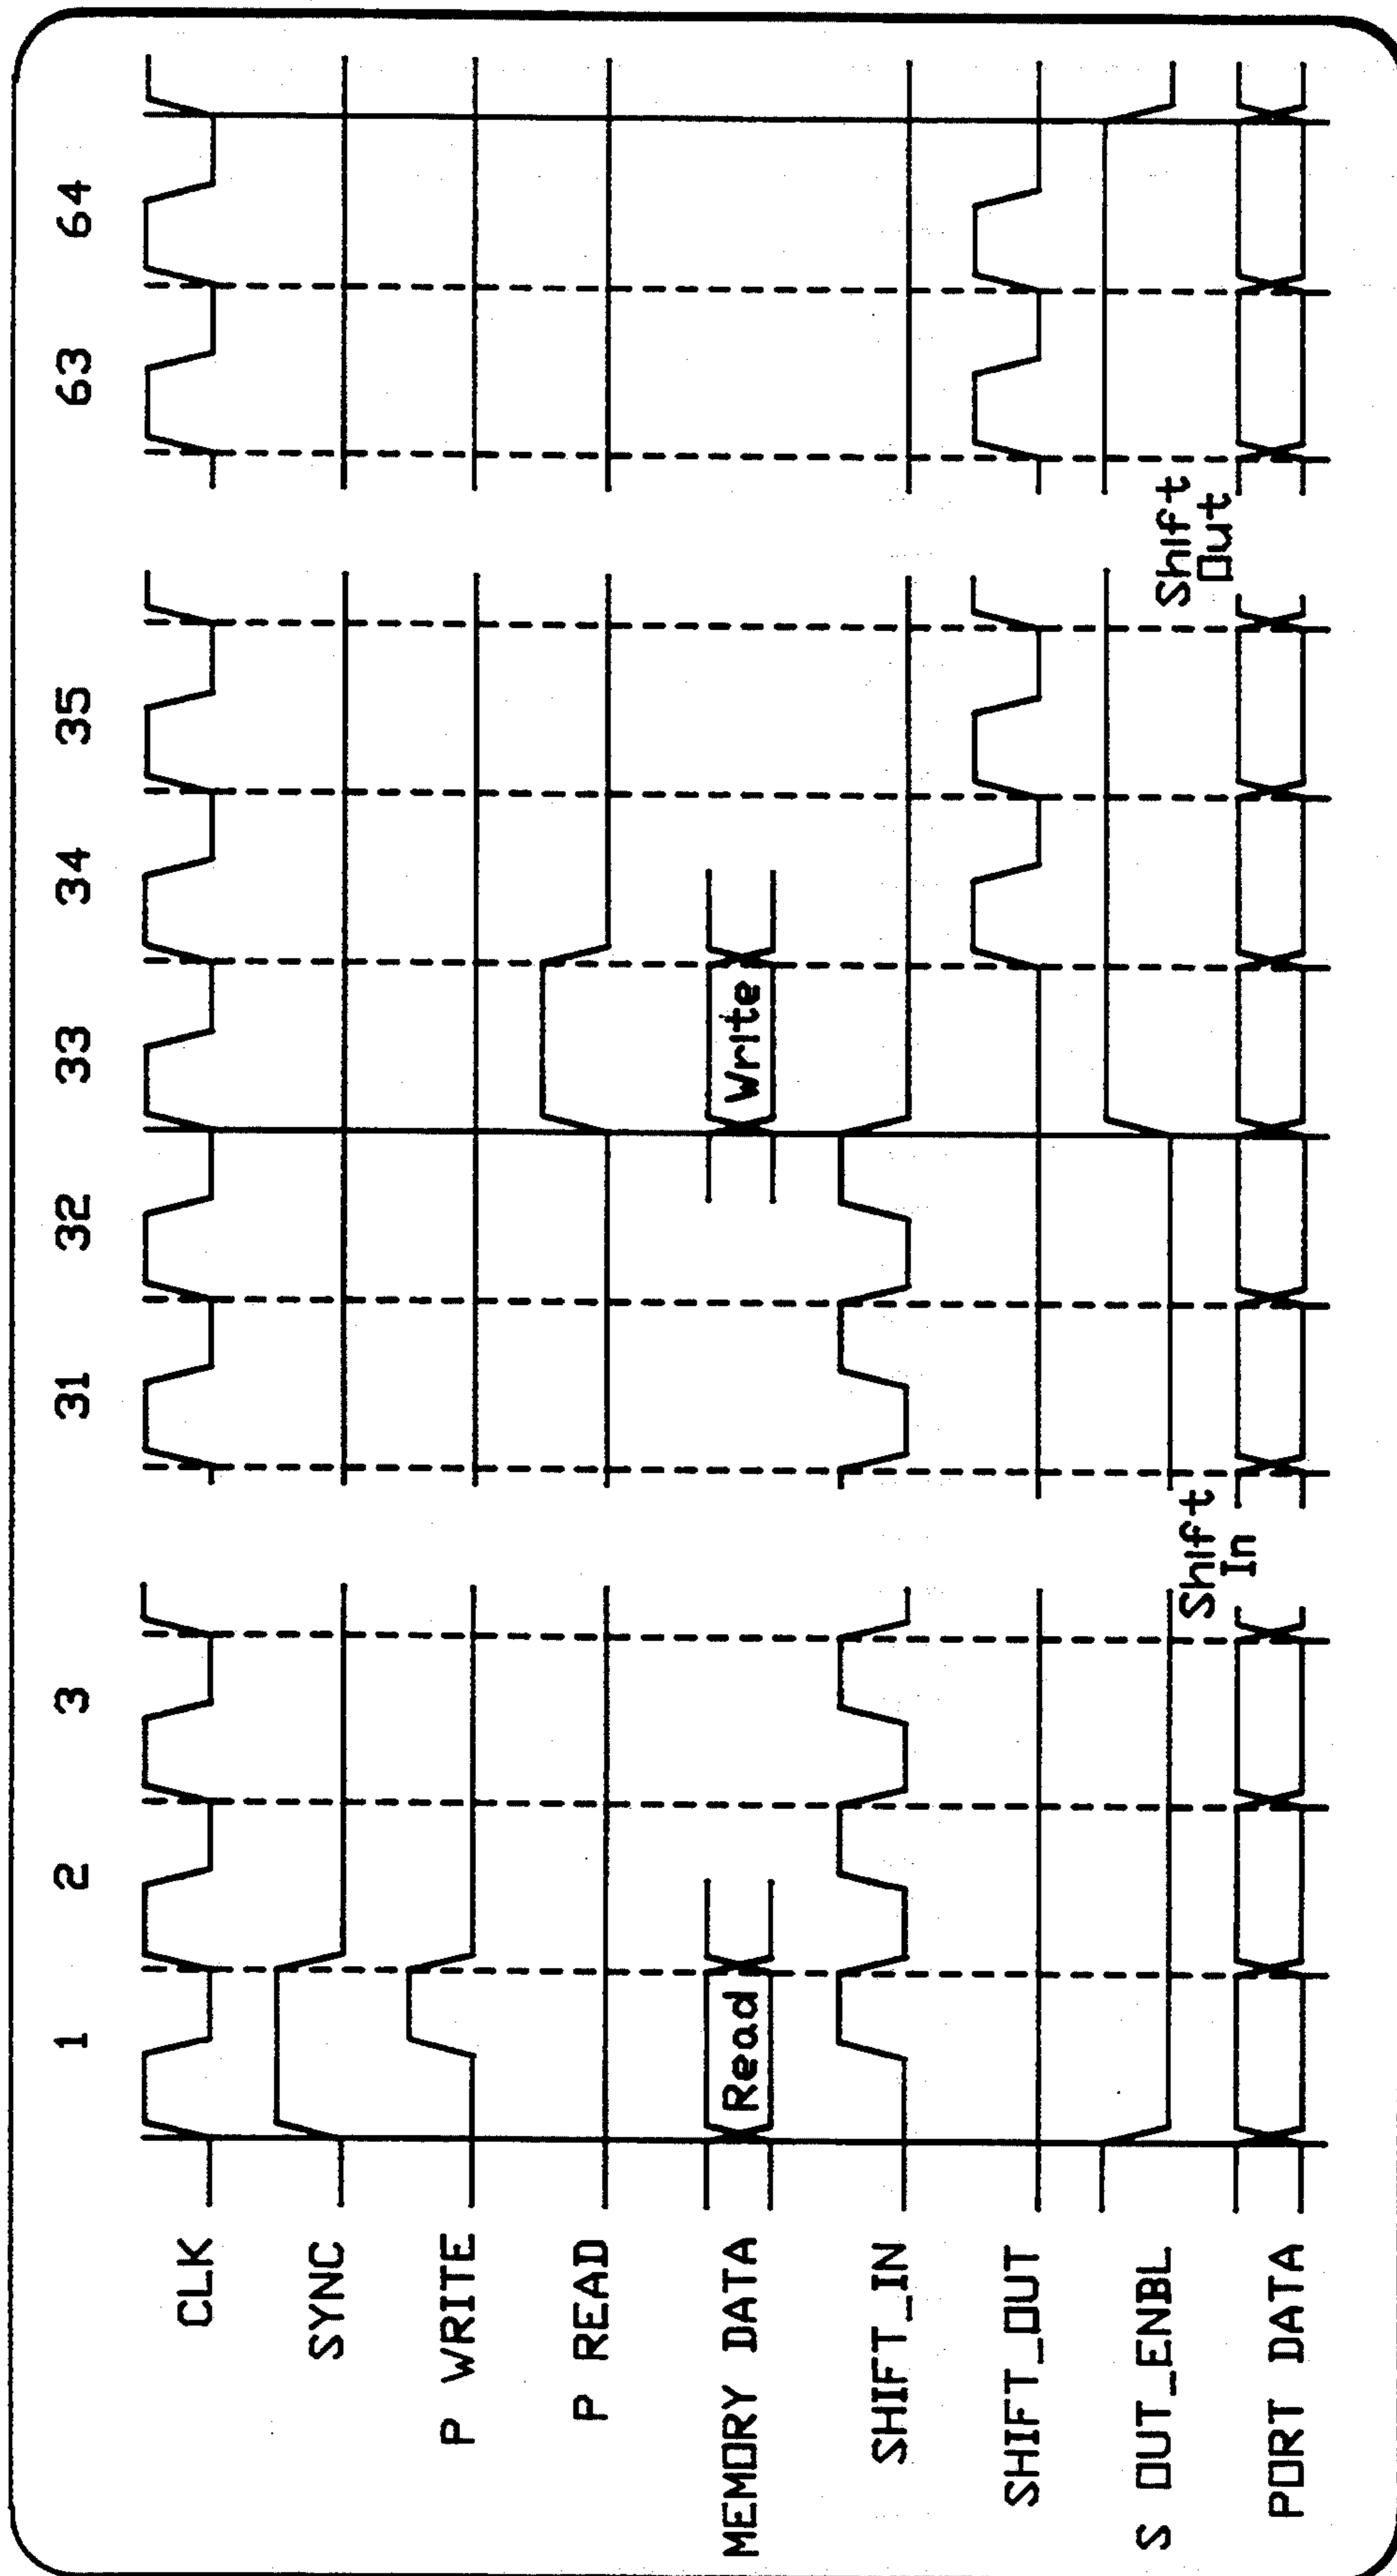 1 2 3 31 32 33 34 35 63 64
CLK
SYNC
P WRITE
P READ
MEMORY DATA Read Write
SHIFT_IN
SHIFT_OUT
S OUT_ENBL
Shift
In
Shift
Out
PORT DATA